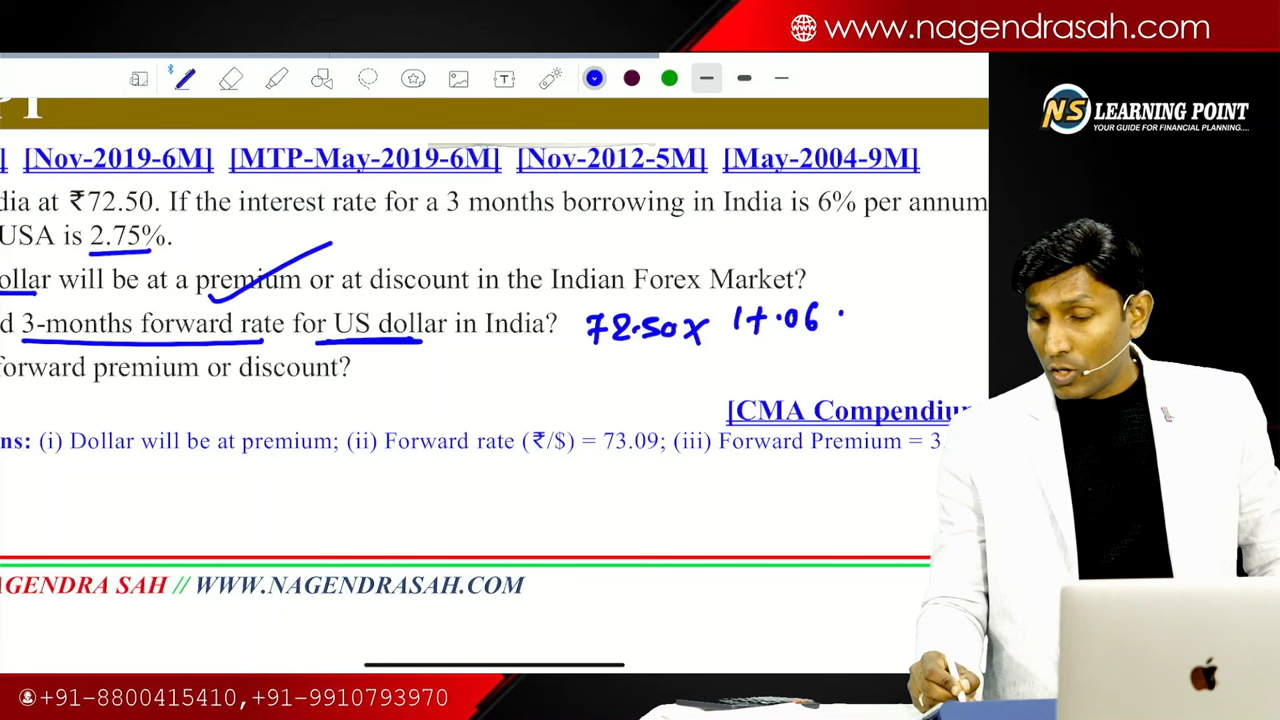 www.nagendrasah.com
NS LEARNING POINT
YOUR GUIDE FOR FINANCIAL PLANNING....
[Nov-2019-6M] [MTP-May-2019-6M] [Nov-2012-5M] [May-2004-9M]
dia at ₹72.50. If the interest rate for a 3 months borrowing in India is 6% per annum
USA is 2.75%.
ollar will be at a premium or at discount in the Indian Forex Market?
d 3-months forward rate for US dollar in India? 72.50x 1+.06
forward premium or discount?
[CMA Compendium
ns: (i) Dollar will be at premium; (ii) Forward rate (₹/$) = 73.09; (iii) Forward Premium = 3.
AGENDRA SAH // WWW.NAGENDRASAH.COM
+91-8800415410,+91-9910793970